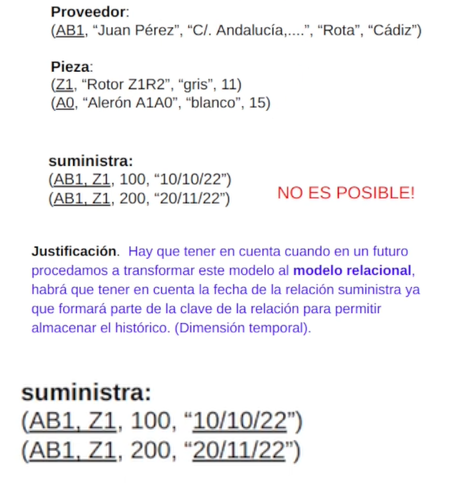 Proveedor:
(AB1, “Juan Pérez”, “C/. Andalucía,....”, “Rota”, “Cádiz”)
Pieza:
(Z1, “Rotor Z1R2”, “gris”, 11)
(A0, “Alerón A1A0”, “blanco”, 15)
suministra:
(AB1, Z1, 100, “10/10/22”)
(AB1, Z1, 200, “20/11/22”)
NO ES POSIBLE!
Justificación. Hay que tener en cuenta cuando en un futuro
procedamos a transformar este modelo al modelo relacional,
habrá que tener en cuenta la fecha de la relación suministra ya
que formará parte de la clave de la relación para permitir
almacenar el histórico. (Dimensión temporal).
suministra:
(AB1, Z1, 100, “10/10/22”)
(AB1, Z1, 200, “20/11/22”)